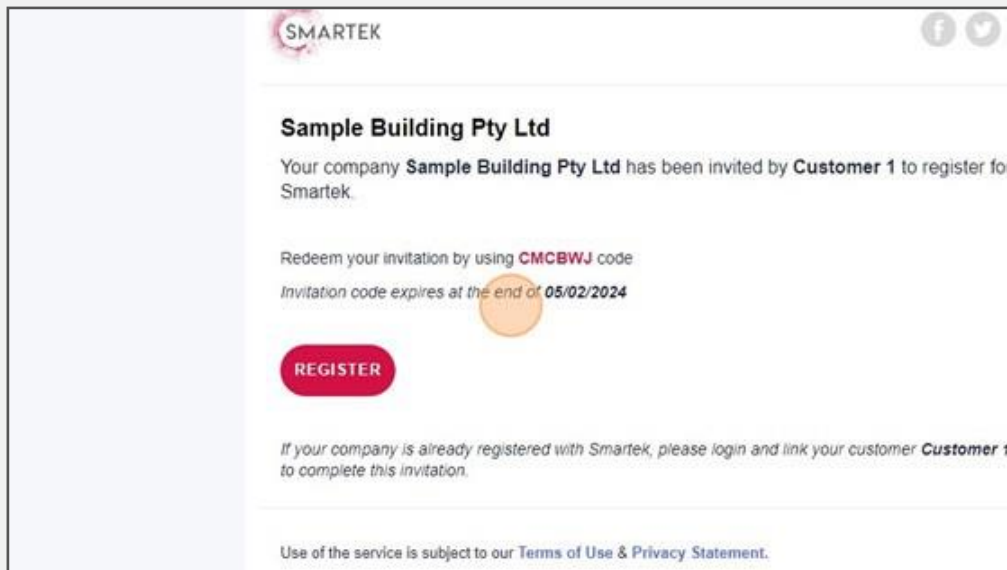 SMARTEK
Sample Building Pty Ltd
Your company Sample Building Pty Ltd has been invited by Customer 1 to register fo
Smartek.
Redeem your invitation by using CMCBWJ code
Invitation code expires at the end of 05/02/2024
REGISTER
If your company is already registered with Smartek, please login and link your customer Customer 1
to complete this invitation.
Use of the service is subject to our Terms of Use & Privacy Statement.